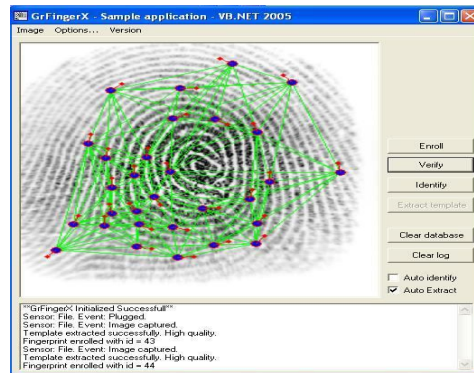 GrFingerX - Sample application - VB.NET 2005
Image Options... Version
Enroll
Verify
Identify
Extract template
Clear database
Clear log
Auto identify
Auto Extract
**GrFingerX Initialized Successfull**
Sensor: File. Event: Plugged.
Sensor: File. Event: Image captured.
Template extracted successfully. High quality.
Fingerprint enrolled with id = 43
Sensor: File. Event: Image captured.
Template extracted successfully. High quality.
Fingerprint enrolled with id = 44